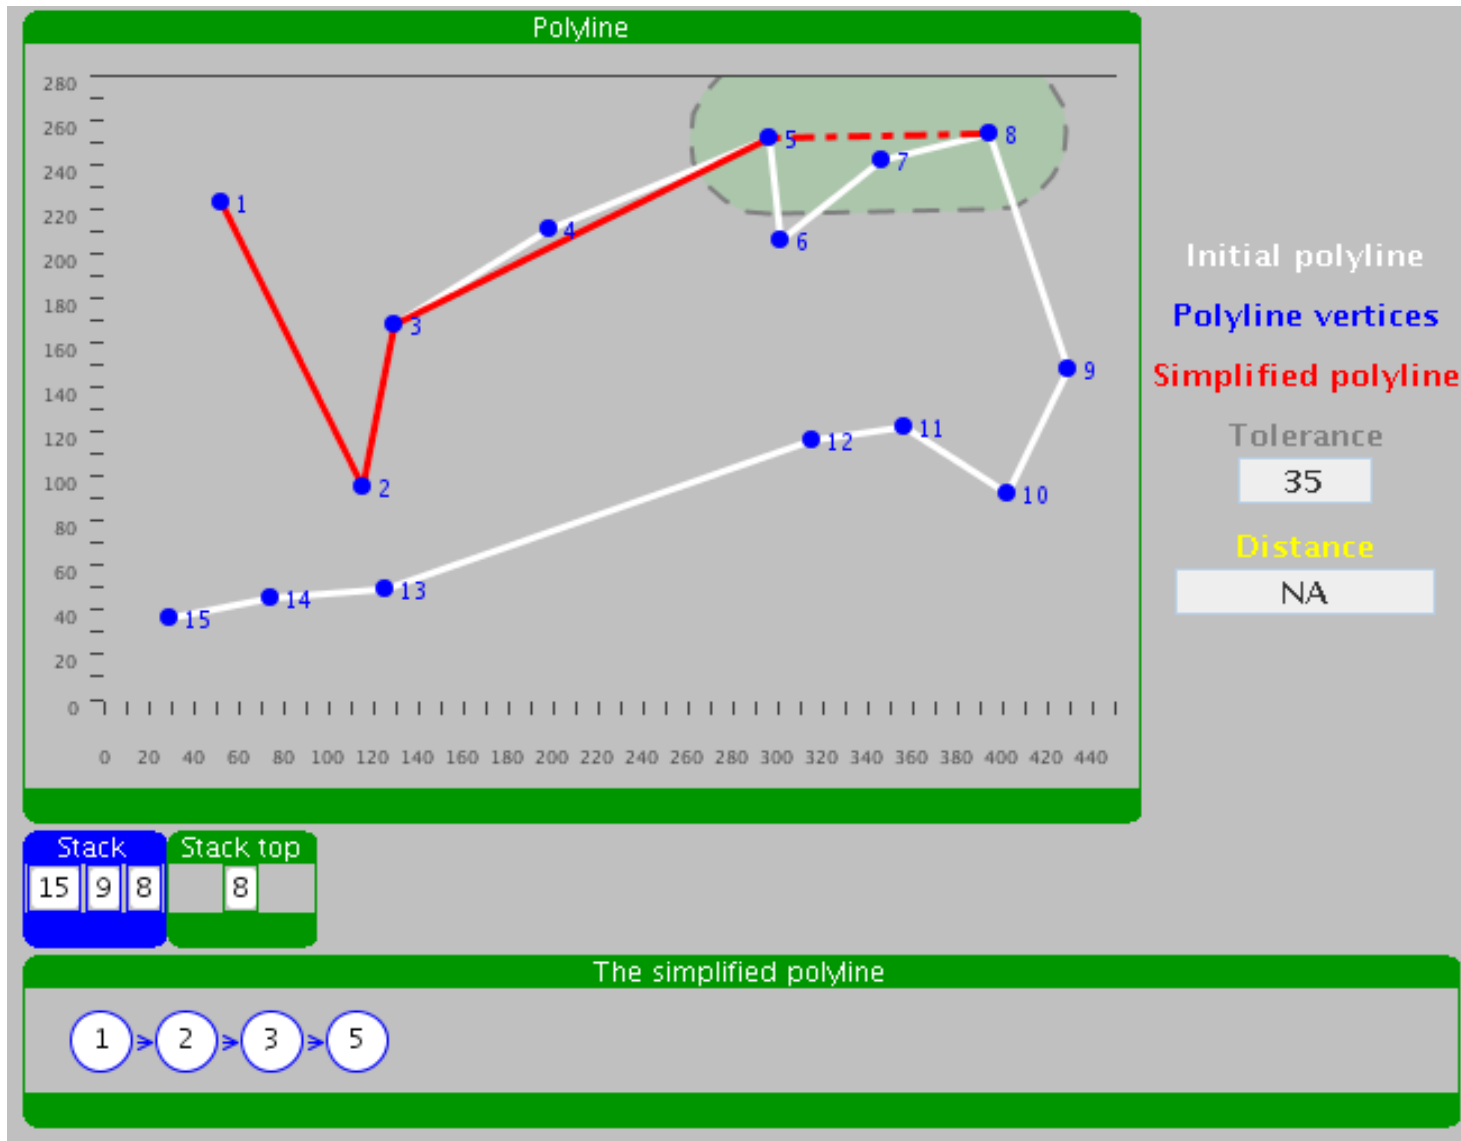 Polyline
280
260
240
220
200
180
160
140
120
100
80
60
40
20
0
0 20 40 60 80 100 120 140 160 180 200 220 240 260 280 300 320 340 360 380 400 420 440
1
2
3
4
5
6
7
8
9
10
11
12
13
14
15
Initial polyline
Polyline vertices
Simplified polyline
Tolerance
35
Distance
NA
Stack
15 9 8
Stack top
8
The simplified polyline
1 2 3 5